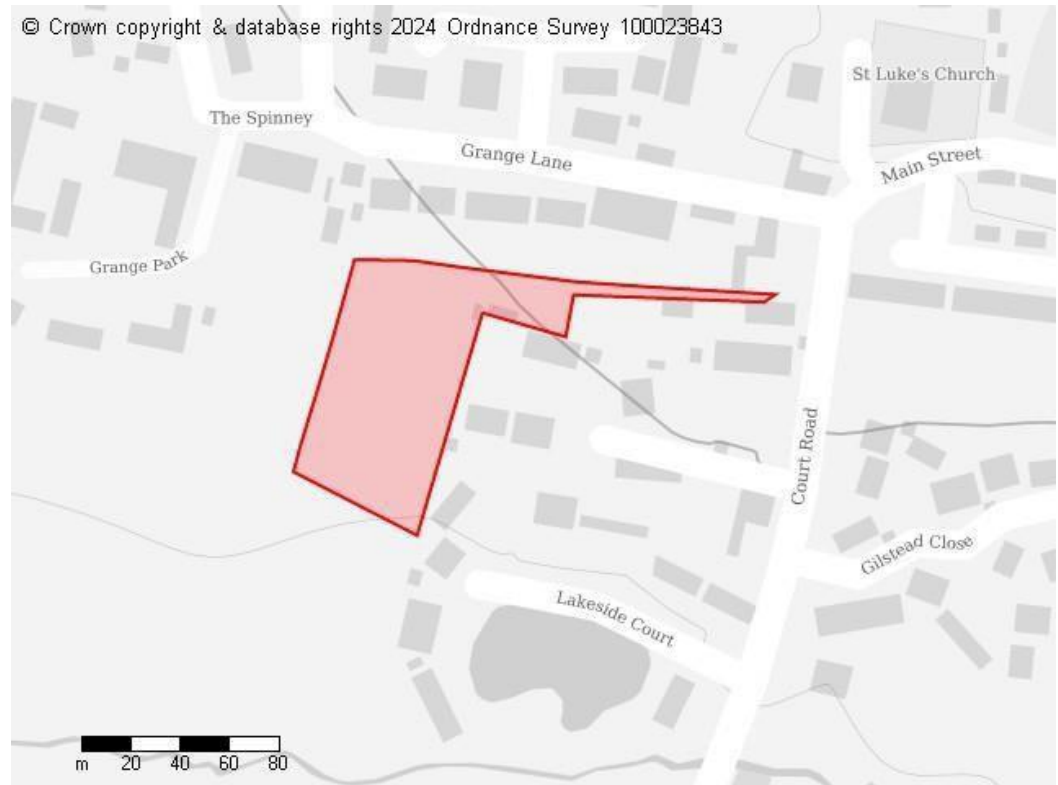 © Crown copyright & database rights 2024 Ordnance Survey 100023843
St Luke's Church
The Spinney
Grange Lane
Main Street
Grange Park
Court Road
Gilstead Close
Lakeside Court
m 20 40 60 80